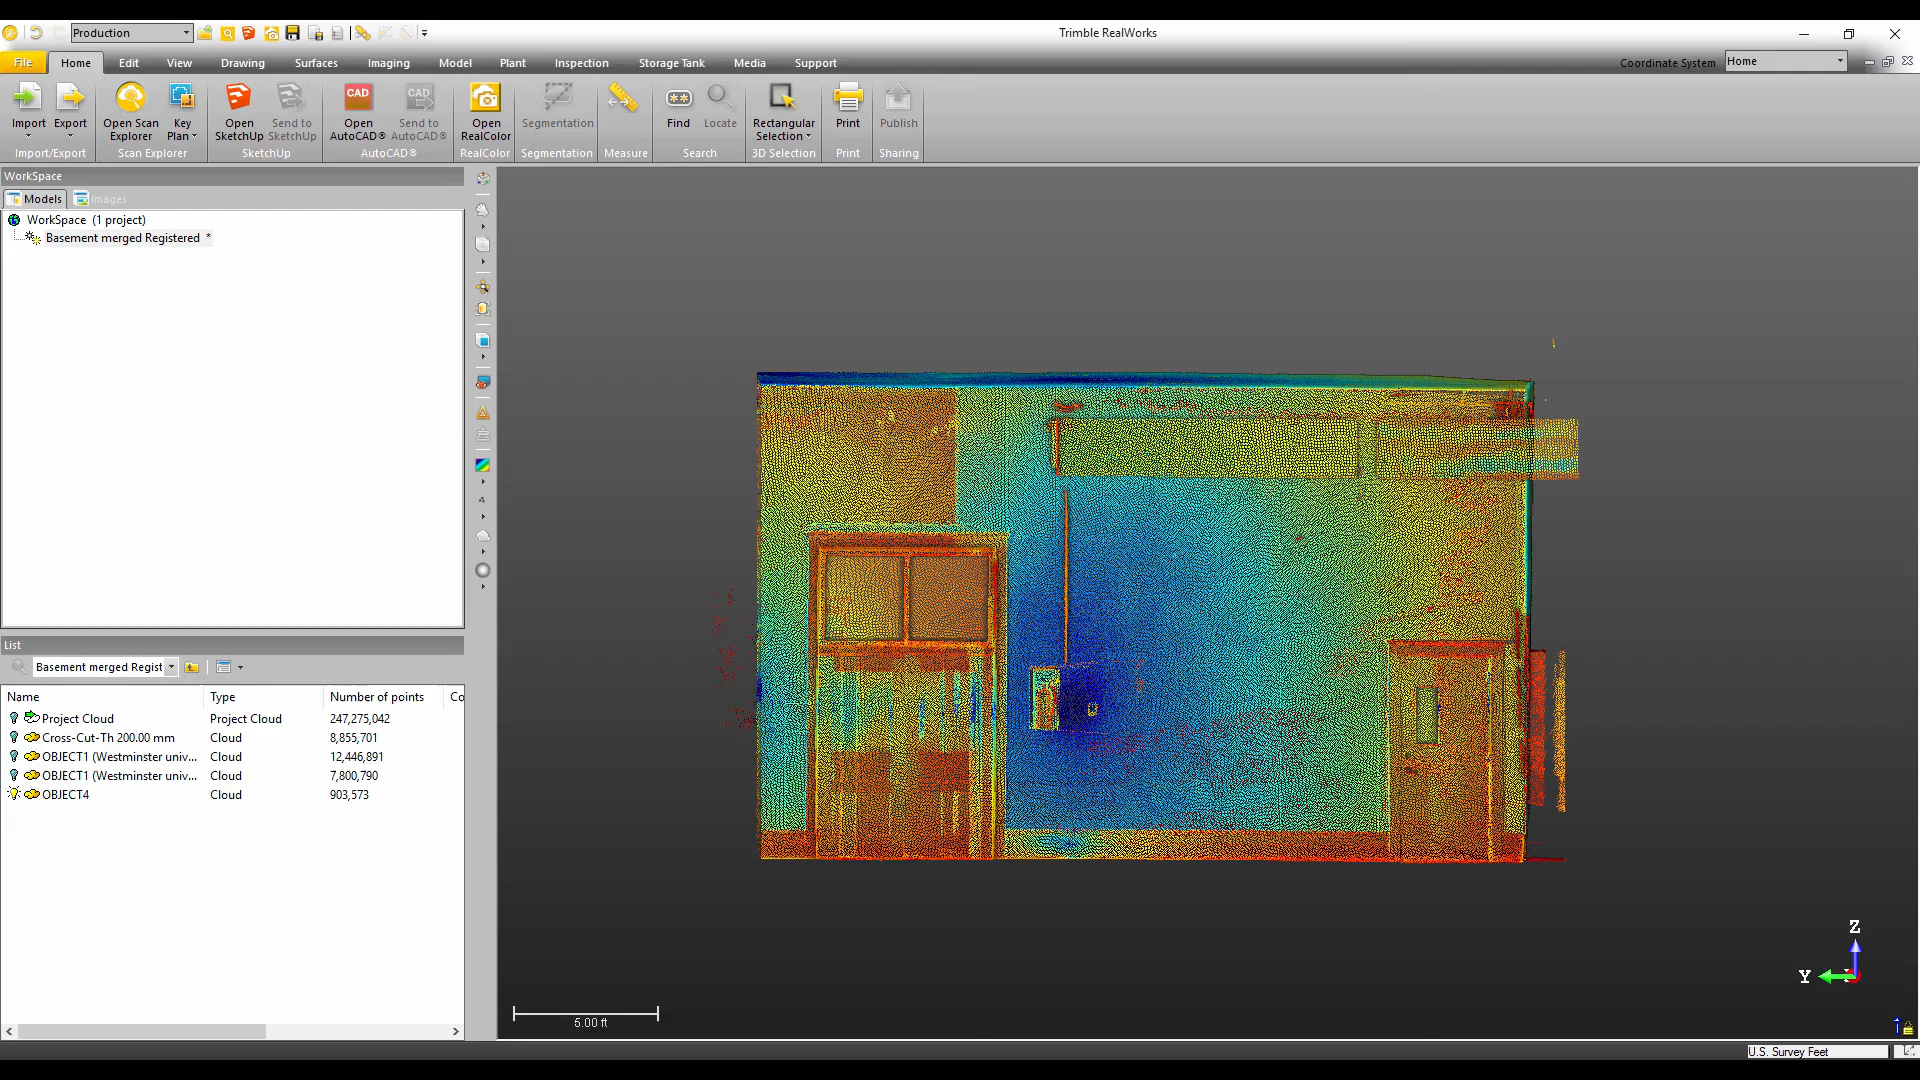 Production
Trimble RealWorks
File Home Edit View Drawing Surfaces Imaging Model Plant Inspection Storage Tank Media Support
Coordinate System Home
Import Export Open Scan Explorer Key Plan Open SketchUp Send to SketchUp CAD Open AutoCAD® CAD Send to AutoCAD® Open RealColor Segmentation Find Locate Rectangular Selection Print Publish
Import/Export Scan Explorer SketchUp AutoCAD® RealColor Segmentation Measure Search 3D Selection Print Sharing
WorkSpace
Models Images
WorkSpace (1 project)
Basement merged Registered *
List
Basement merged Regist
Name Type Number of points Co
Project Cloud Project Cloud 247,275,042
Cross-Cut-Th 200.00 mm Cloud 8,855,701
OBJECT1 (Westminster univ... Cloud 12,446,891
OBJECT1 (Westminster univ... Cloud 7,800,790
OBJECT4 Cloud 903,573
Z
Y
5.00 ft
U.S. Survey Feet